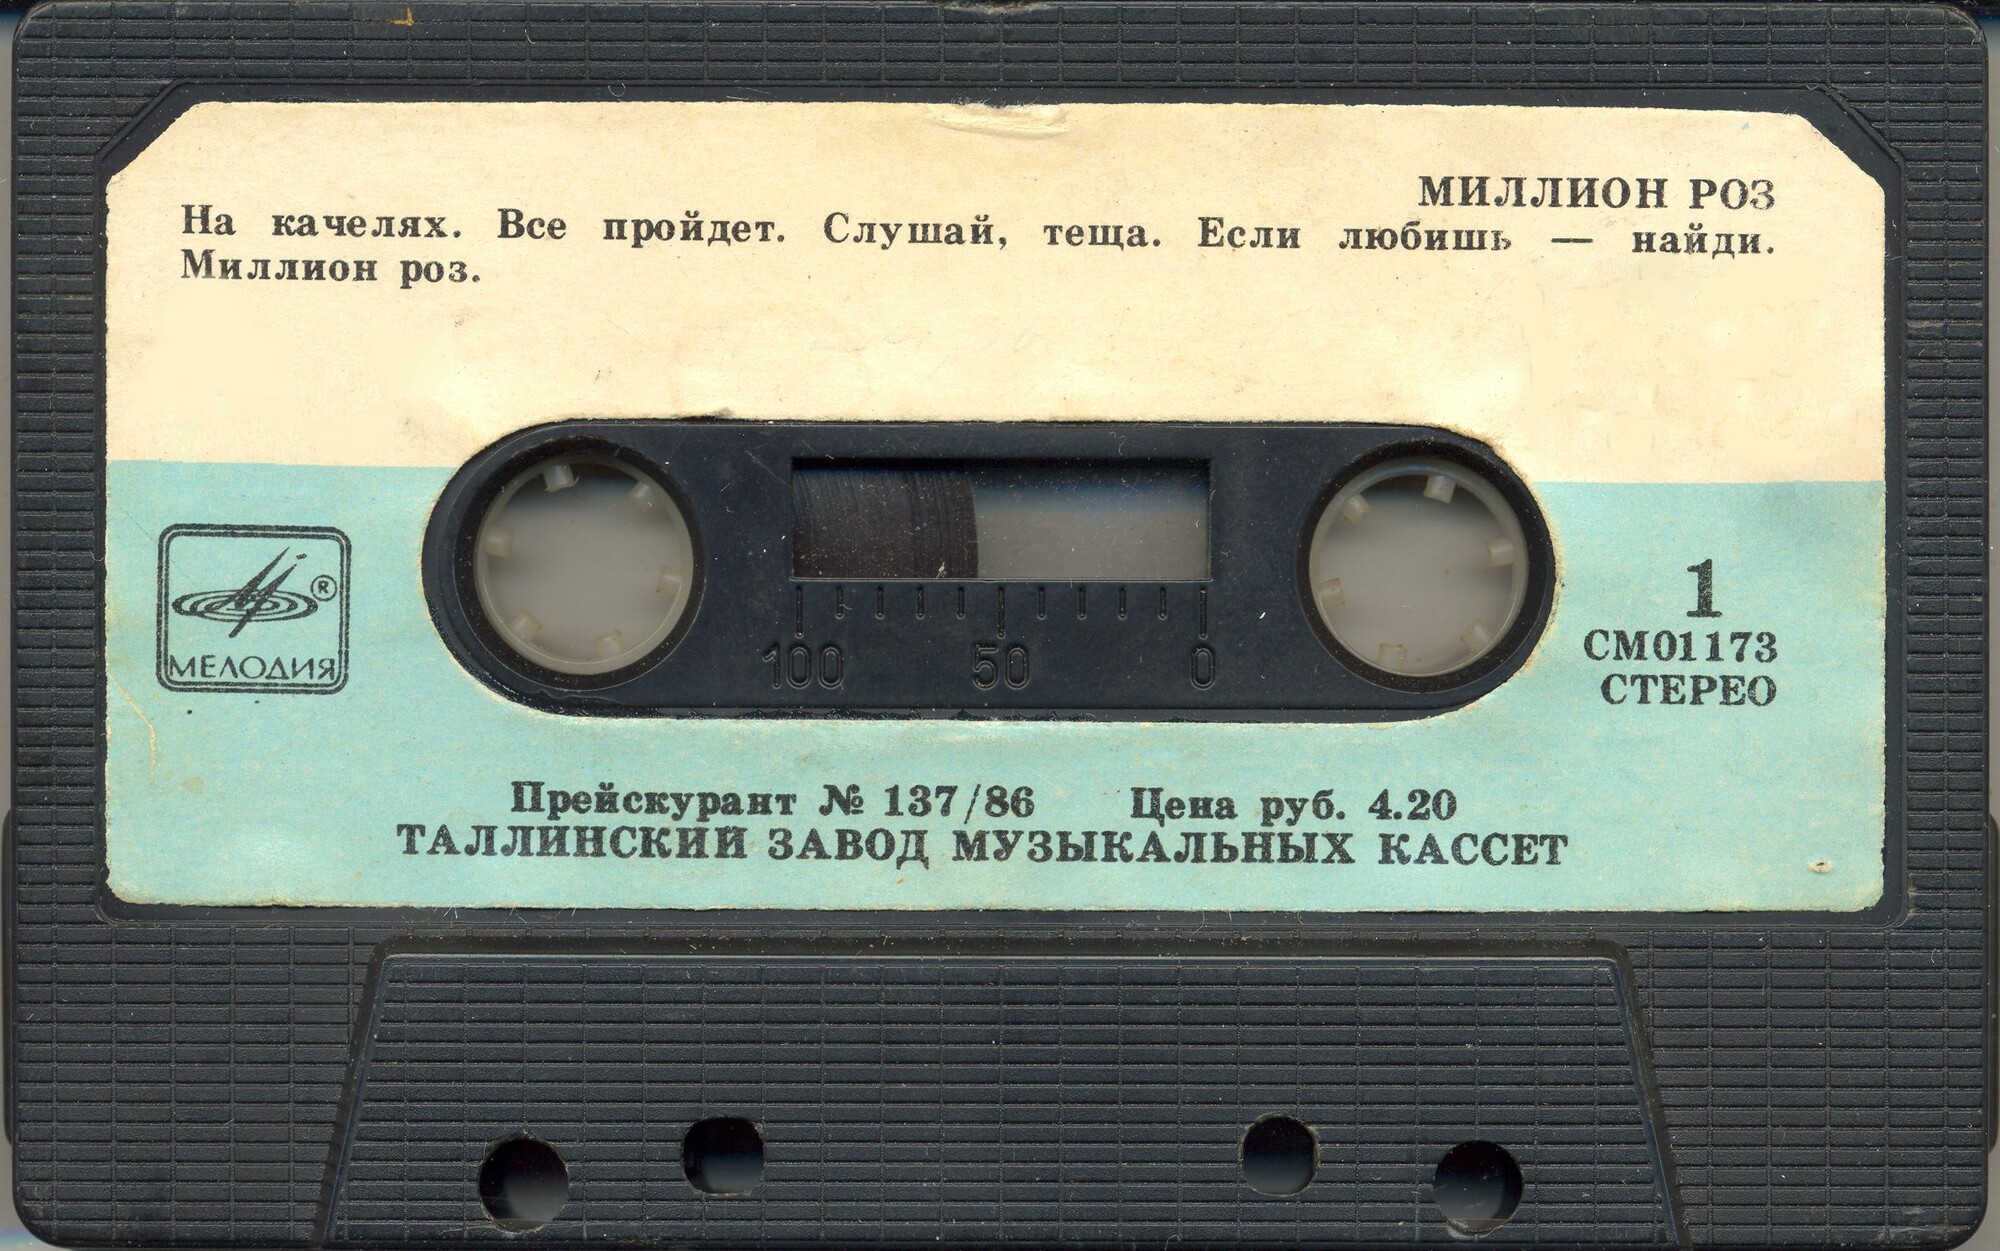 МИЛЛИОН РОЗ
На качелях. Все пройдет. Слушай, теща. Если любишь — найди.
Миллион роз.
® МЕЛОДИЯ
1
СМ01173
СТЕРЕО
100 50 0
Прейскурант № 137/86 Цена руб. 4.20
ТАЛЛИНСКИЙ ЗАВОД МУЗЫКАЛЬНЫХ КАССЕТ